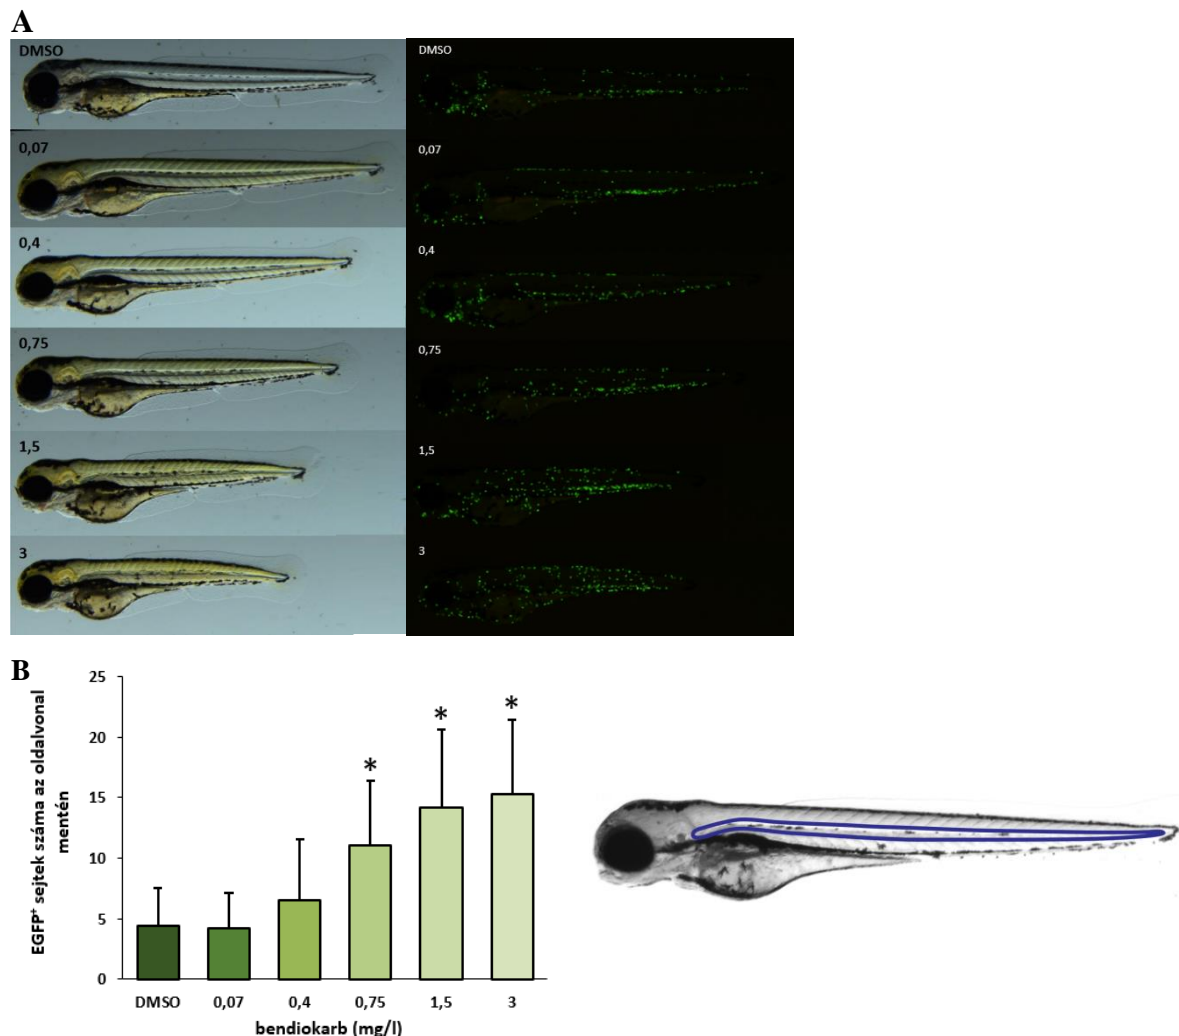 A
DMSO
DMSO
0,07
0,07
0,4
0,4
0,75
0,75
1,5
1,5
3
3
B
EGFP⁺ sejtek száma az oldalvonal
mentén
25
20
15
10
5
0
*
*
*
DMSO 0,07 0,4 0,75 1,5 3
bendiokarb (mg/l)